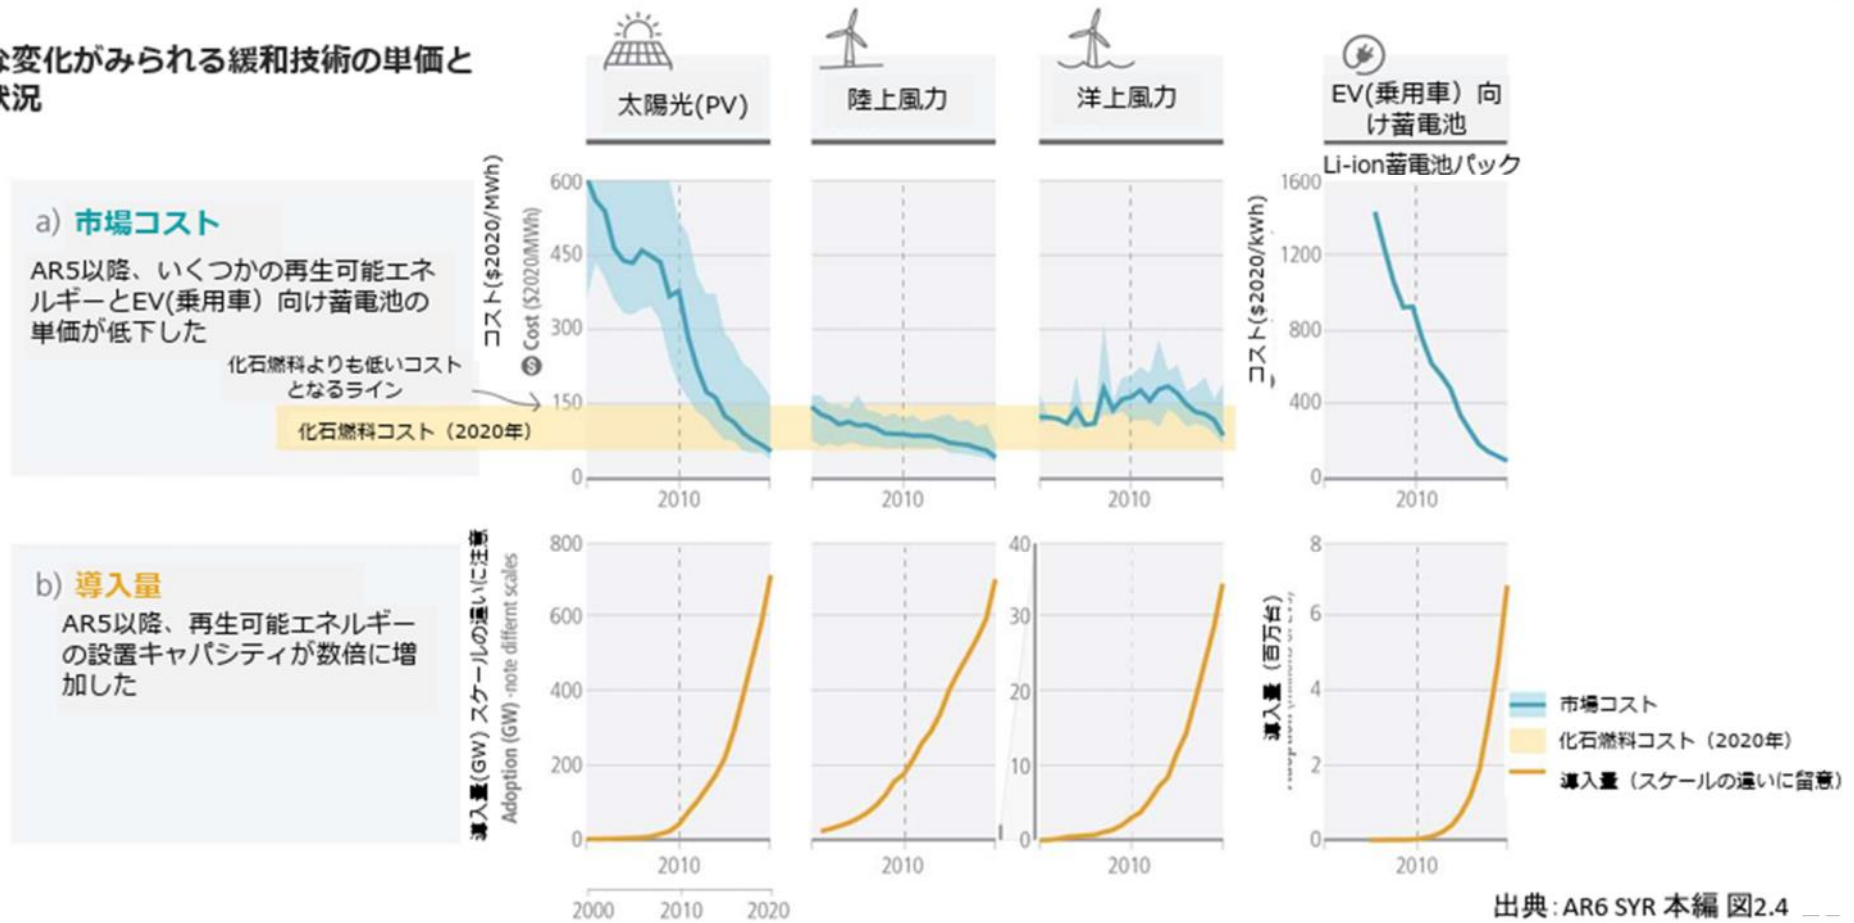 な変化がみられる緩和技術の単価と
状況
太陽光(PV)
陸上風力
洋上風力
EV(乗用車）向
け蓄電池
Li-ion蓄電池パック
a) 市場コスト
AR5以降、いくつかの再生可能エネ
ルギーとEV(乗用車）向け蓄電池の
単価が低下した
化石燃料よりも低いコスト
となるライン
化石燃料コスト（2020年）
コスト($2020/MWh)
Cost ($2020/MWh)
600
450
300
150
0
2010
2010
2010
コスト($2020/kWh)
1600
1200
800
400
0
2010
b) 導入量
AR5以降、再生可能エネルギー
の設置キャパシティが数倍に増
加した
導入量(GW) スケールの違いに注意
Adoption (GW) -note differnt scales
800
600
400
200
0
2010
2010
40
30
20
10
0
2010
導入量（百万台）
8
6
4
2
0
2010
2000 2010 2020
市場コスト
化石燃料コスト（2020年）
導入量（スケールの違いに留意）
出典：AR6 SYR 本編 図2.4